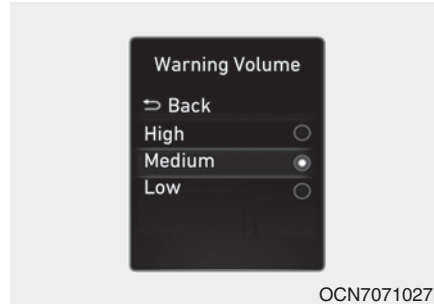 Warning Volume
Back
High
Medium
Low
OCN7071027